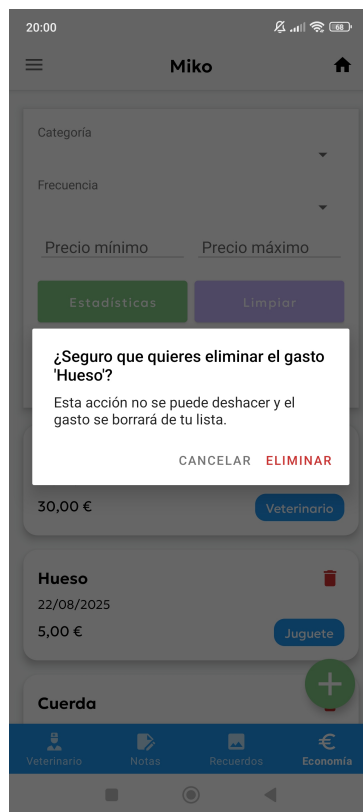 20:00
68
Miko
Categoría
Frecuencia
Precio mínimo Precio máximo
Estadísticas Limpiar
¿Seguro que quieres eliminar el gasto
'Hueso'?
Esta acción no se puede deshacer y el
gasto se borrará de tu lista.
CANCELAR ELIMINAR
30,00 €
Veterinario
Hueso
22/08/2025
5,00 €
Juguete
Cuerda
Veterinario Notas Recuerdos Economía